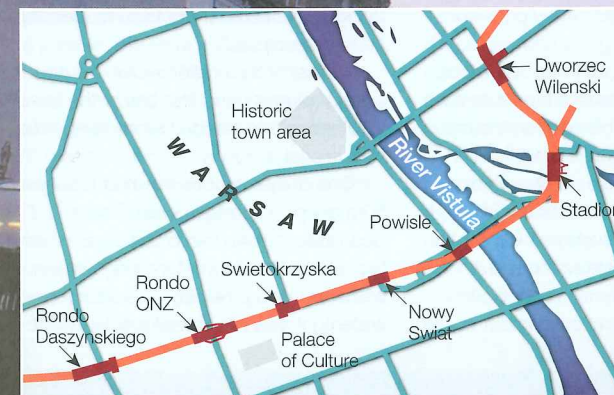 Dworzec
Wilenski
Historic
town area
WARSAW
River Vistula
Stadion
Powisle
Swietokrzyska
Rondo
ONZ
Nowy
Swiat
Rondo
Daszynskiego
Palace
of Culture